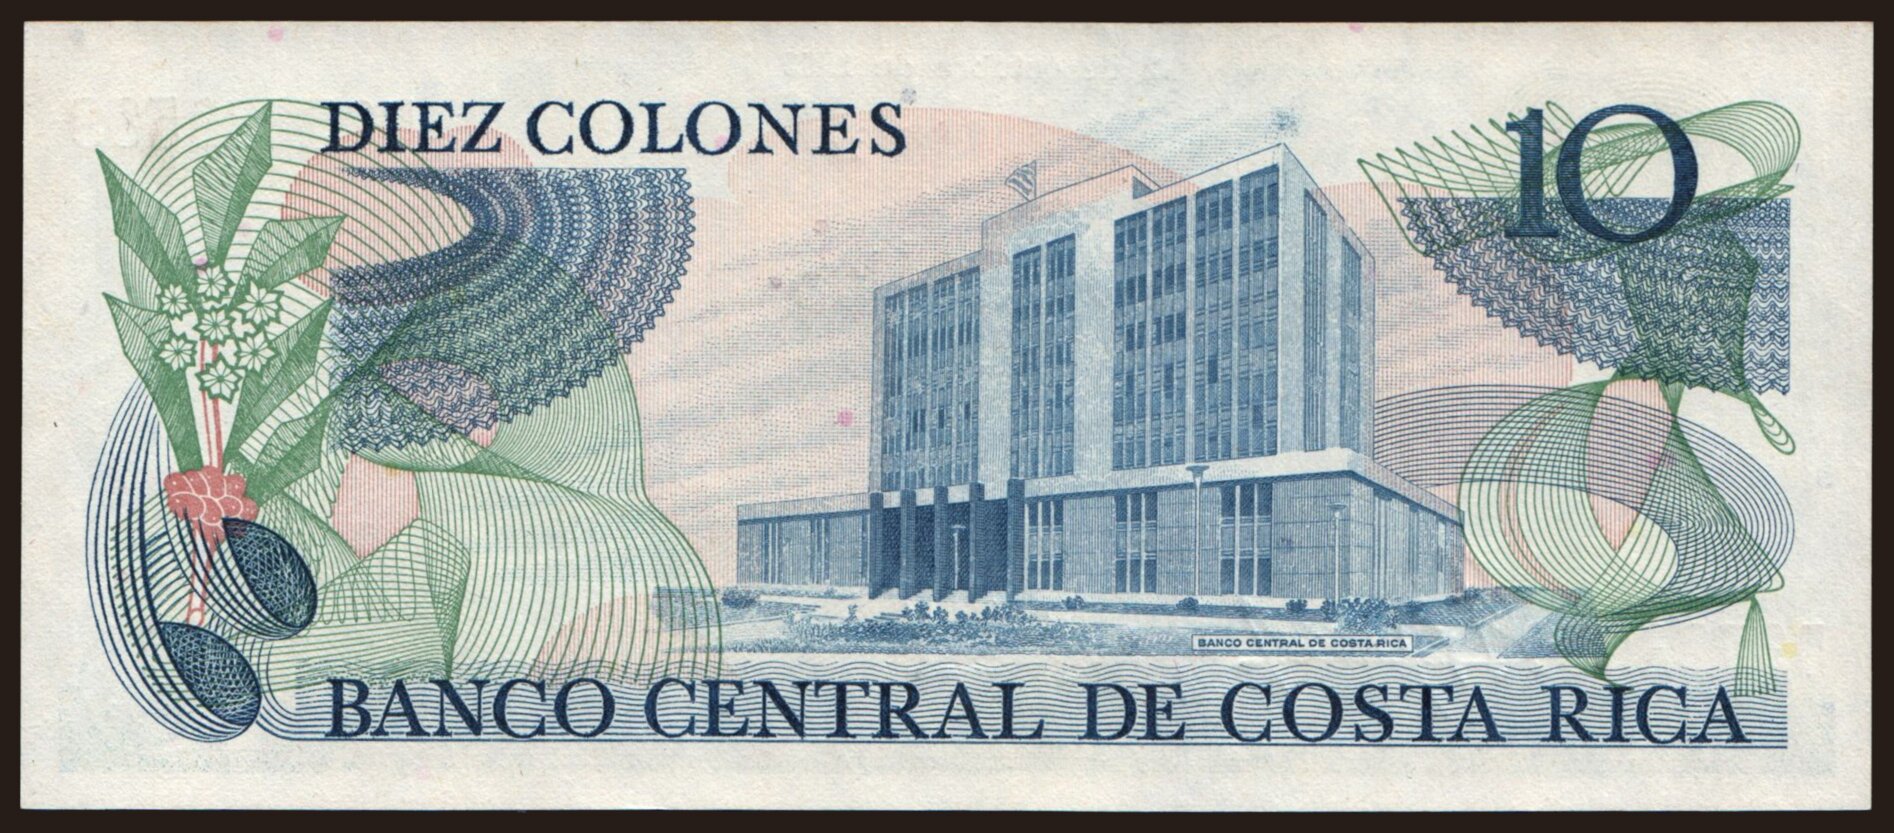 DIEZ COLONES
10
BANCO CENTRAL DE COSTA RICA
BANCO CENTRAL DE COSTA RICA